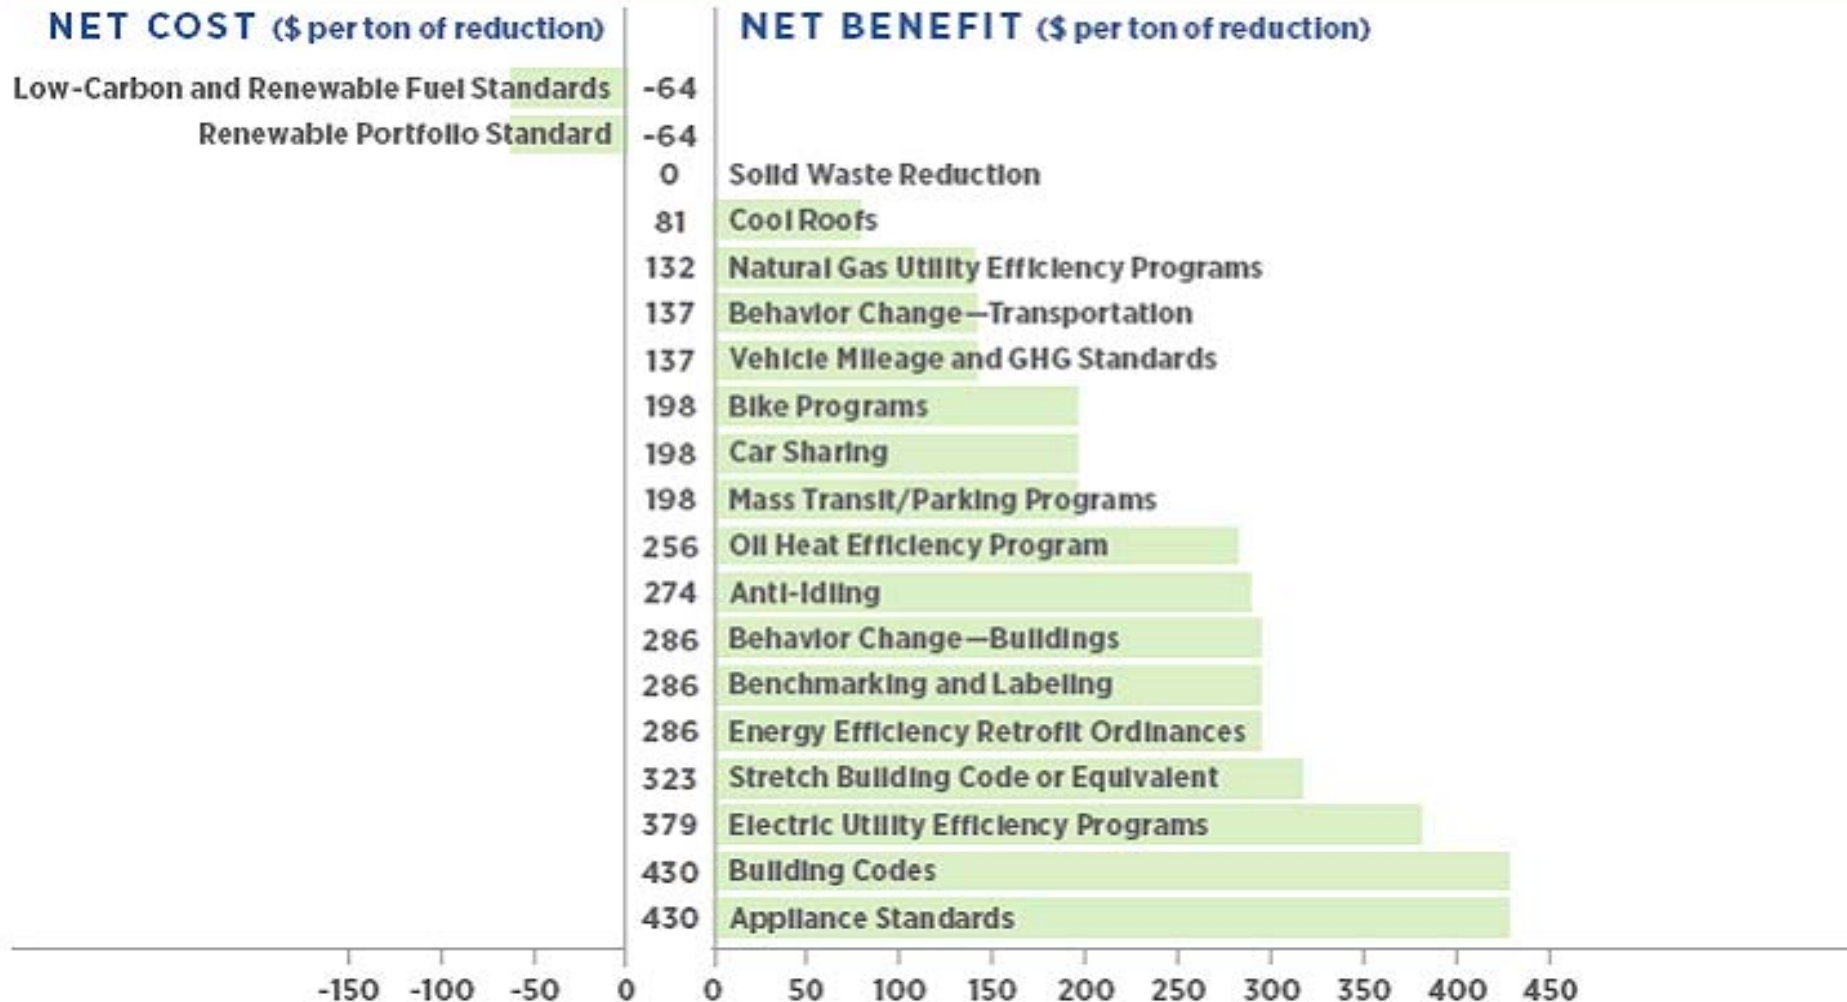 NET COST ($ per ton of reduction) NET BENEFIT ($ per ton of reduction)
Low-Carbon and Renewable Fuel Standards -64
Renewable Portfolio Standard -64
0 Solid Waste Reduction
81 Cool Roofs
132 Natural Gas Utility Efficiency Programs
137 Behavior Change—Transportation
137 Vehicle Mileage and GHG Standards
198 Bike Programs
198 Car Sharing
198 Mass Transit/Parking Programs
256 Oil Heat Efficiency Program
274 Anti-Idling
286 Behavior Change—Buildings
286 Benchmarking and Labeling
286 Energy Efficiency Retrofit Ordinances
323 Stretch Building Code or Equivalent
379 Electric Utility Efficiency Programs
430 Building Codes
430 Appliance Standards
-150 -100 -50 0 0 50 100 150 200 250 300 350 400 450